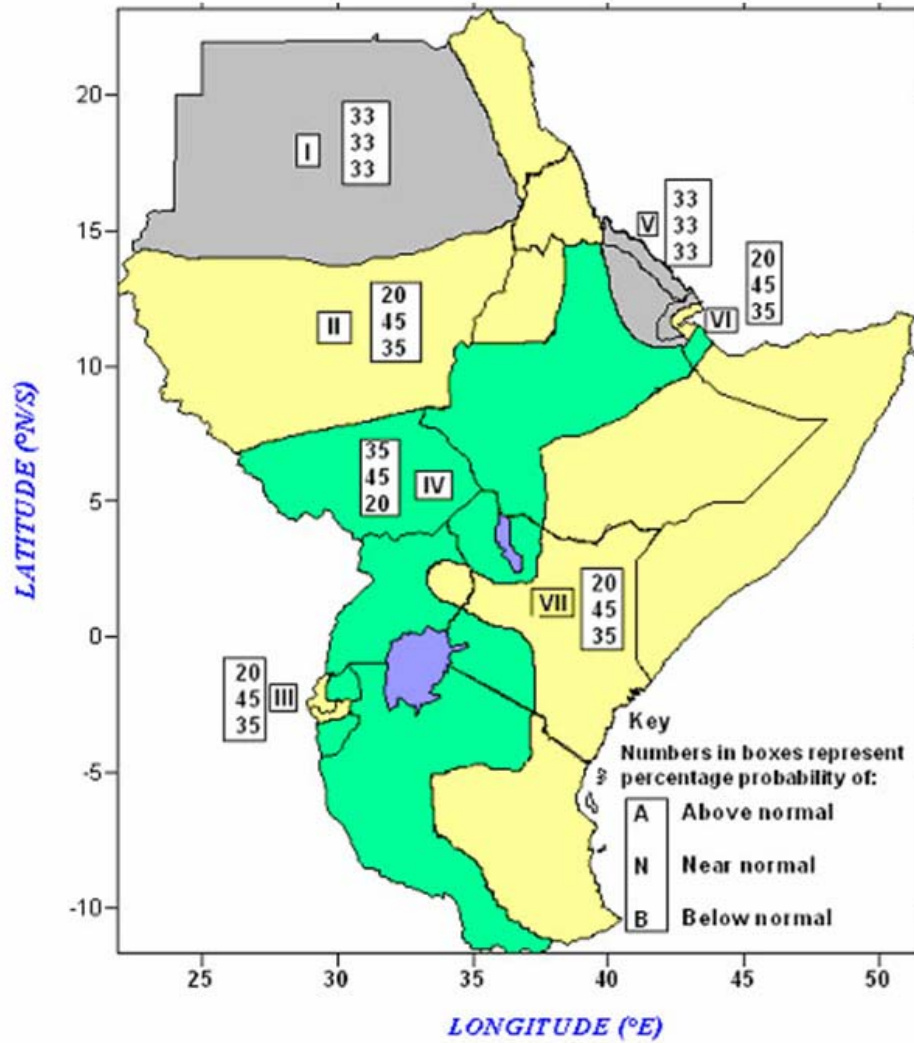 20
15
10
5
0
-5
-10
LATITUDE (°N/S)
I
33
33
33
V
33
33
33
II
20
45
35
VI
20
45
35
35
45
20
IV
VII
20
45
35
20
45
35
III
Key
Numbers in boxes represent
percentage probability of:
A Above normal
N Near normal
B Below normal
25 30 35 40 45 50
LONGITUDE (°E)